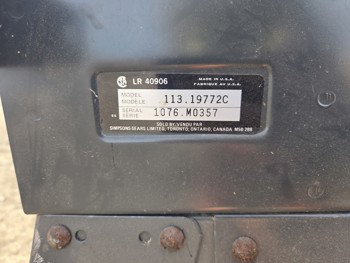 LR 40906
MADE IN U.S.A.
FABRIQUÉ AU É.U.
MODEL
MODÈLE
113.19772C
SERIAL
SÉRIE
1076.M0357
SOLD BY/VENDU PAR
SIMPSONS-SEARS LIMITED, TORONTO, ONTARIO, CANADA. M5B 2B8